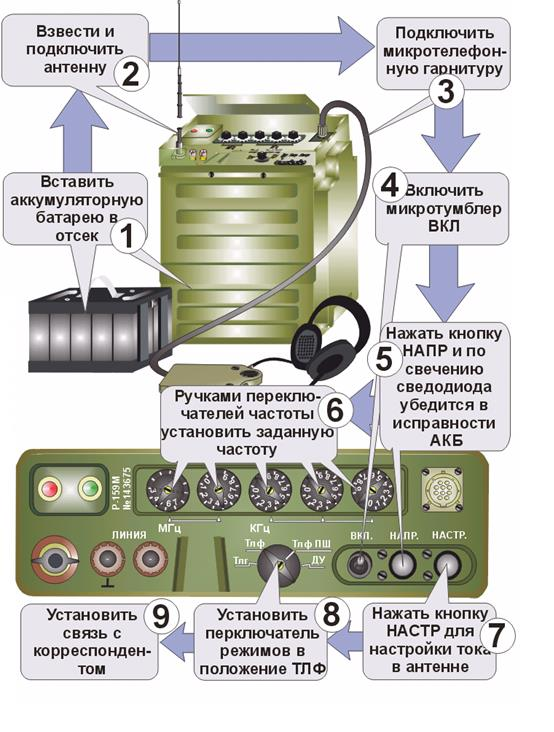 Вставить
аккумуляторную
батарею в
отсек
1
Взвести и
подключить
антенну
2
Подключить
микротелефон-
ную гарнитуру
3
4
Включить
микротумблер
ВКЛ
Нажать кнопку
НАПР и по
свечению
сведодиода
убедится в
исправности
АКБ
5
Ручками переклю-
чателей частоты
установить заданную
частоту
6
Р-159М
№143675
МГц
КГц
ЛИНИЯ
Тлф
Тлф ПШ
Тлг
ДУ
ВКЛ.
НАПР.
НАСТР.
Нажать кнопку
НАСТР для
настройки тока
в антенне
7
Установить
перключатель
режимов в
положение ТЛФ
8
Установить
связь с
корреспонден-
том
9